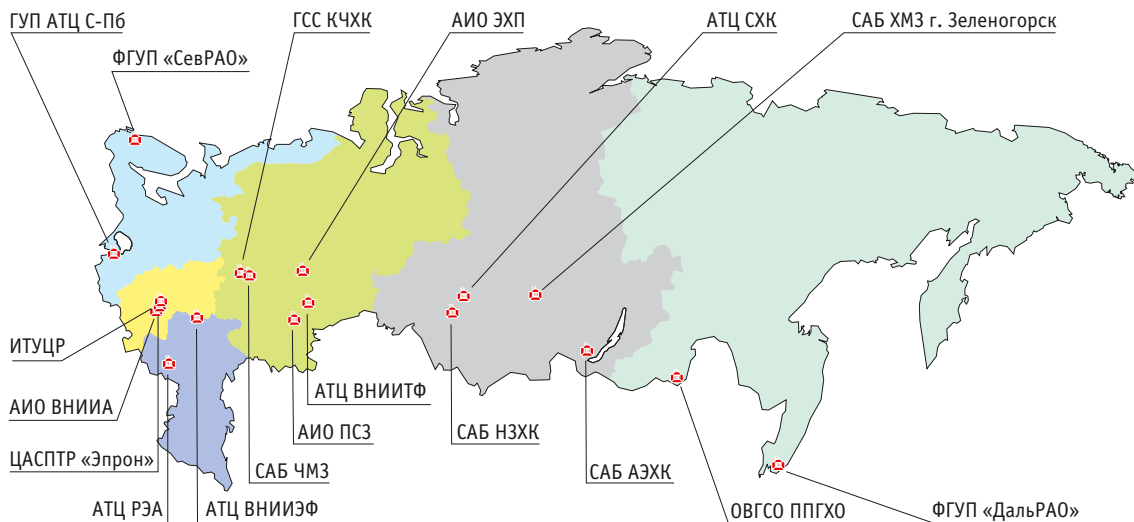 ГУП АТЦ С-Пб
ГСС КЧХК
АИО ЭХП
АТЦ СХК
САБ ХМЗ г. Зеленогорск
ФГУП «СевРАО»
ИТУЦР
АИО ВНИИА
АТЦ ВНИИТФ
АИО ПСЗ
САБ НЗХК
ЦАСПТР «Эпрон»
САБ ЧМЗ
САБ АЭХК
АТЦ РЭА
АТЦ ВНИИЭФ
ОВГСО ППГХО
ФГУП «ДальРАО»